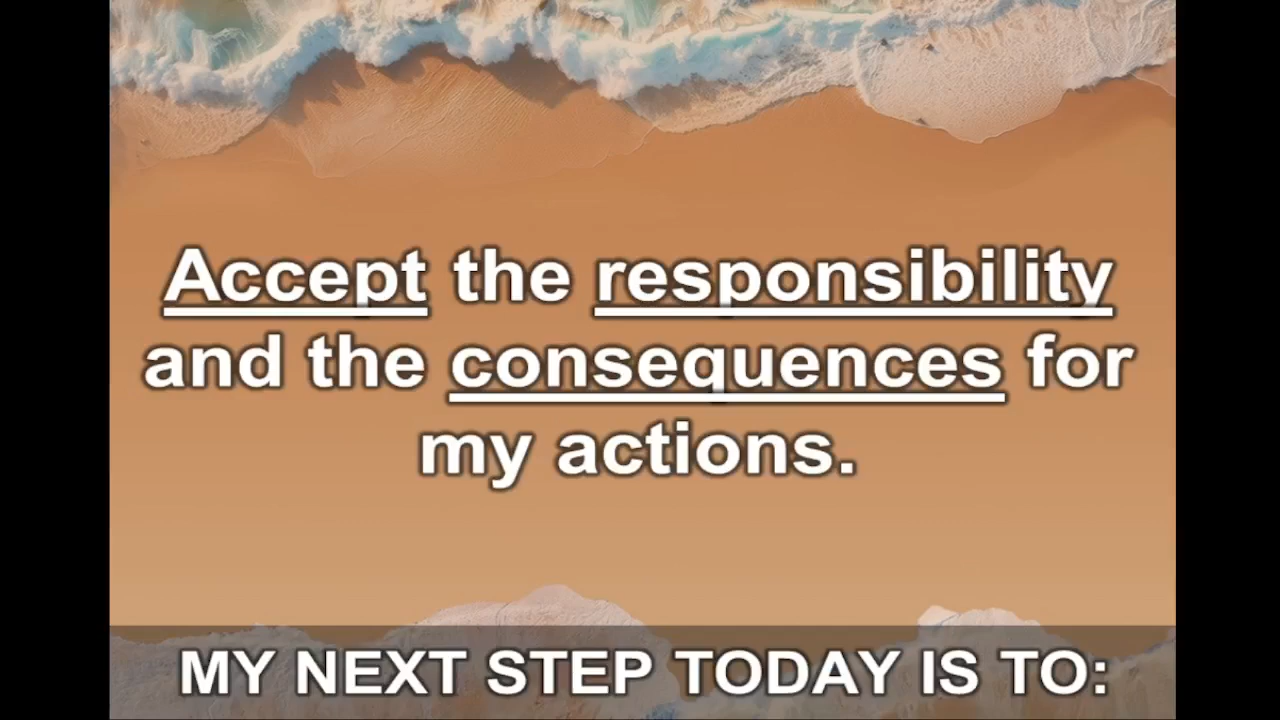 Accept the responsibility
and the consequences for
my actions.
MY NEXT STEP TODAY IS TO: